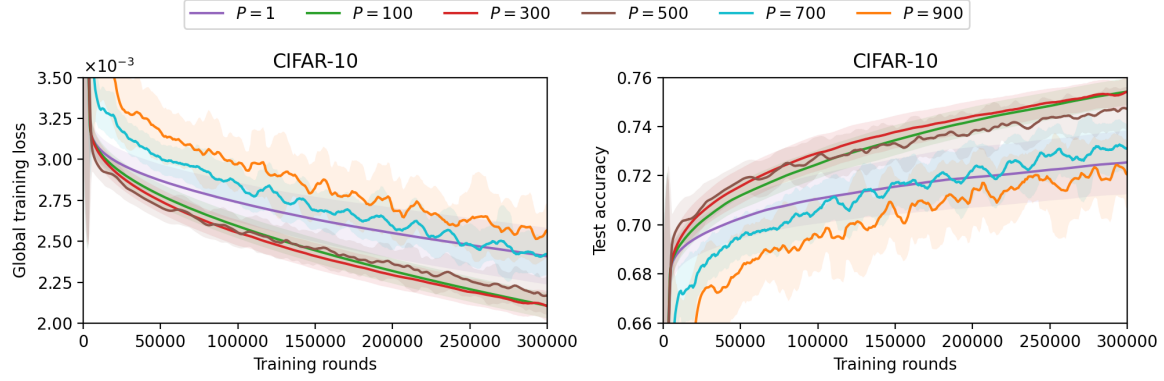 P = 1 P = 100 P = 300 P = 500 P = 700 P = 900
×10⁻³ CIFAR-10
3.50
3.25
3.00
2.75
2.50
2.25
2.00
Global training loss
0 50000 100000 150000 200000 250000 300000
Training rounds
CIFAR-10
0.76
0.74
0.72
0.70
0.68
0.66
Test accuracy
0 50000 100000 150000 200000 250000 300000
Training rounds